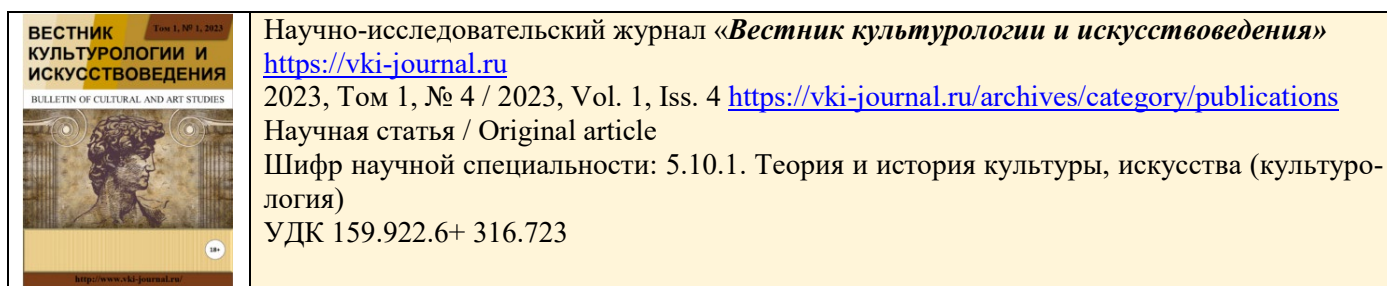 ВЕСТНИК
Том 1, № 1, 2023
КУЛЬТУРОЛОГИИ И
ИСКУССТВОВЕДЕНИЯ
BULLETIN OF CULTURAL AND ART STUDIES
18+
http://www.vki-journal.ru/
Научно-исследовательский журнал «Вестник культурологии и искусствоведения»
https://vki-journal.ru
2023, Том 1, № 4 / 2023, Vol. 1, Iss. 4 https://vki-journal.ru/archives/category/publications
Научная статья / Original article
Шифр научной специальности: 5.10.1. Теория и история культуры, искусства (культуро-
логия)
УДК 159.922.6+ 316.723